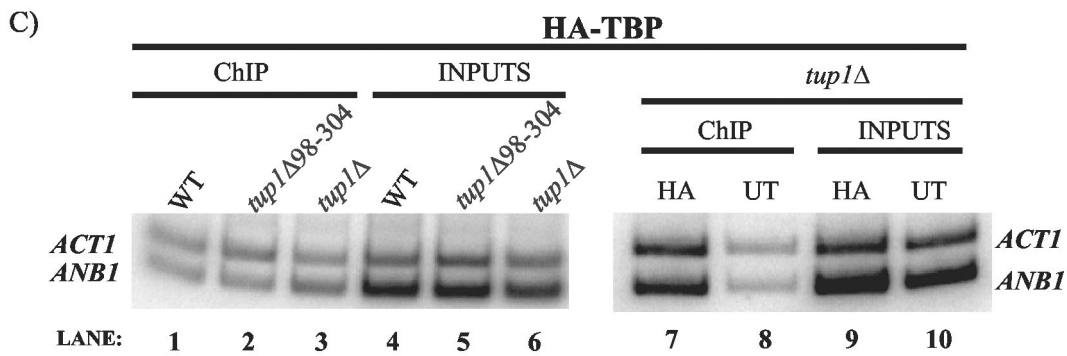 C)
HA-TBP
ChIP INPUTS
tup1Δ
ChIP INPUTS
WT tup1Δ98-304 tup1Δ WT tup1Δ98-304 tup1Δ
HA UT HA UT
ACT1 ACT1
ANB1 ANB1
LANE: 1 2 3 4 5 6 7 8 9 10